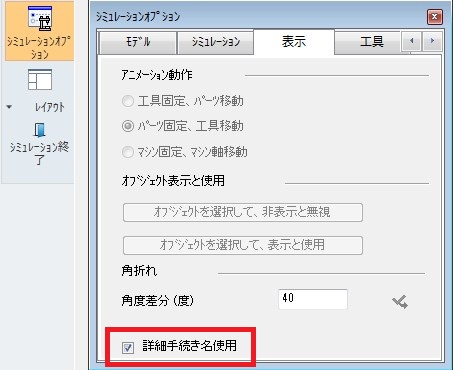 ｼﾐｭﾚｰｼｮﾝｵﾌﾟ
ｼｮﾝ
ﾚｲｱｳﾄ
ｼﾐｭﾚｰｼｮﾝ終
了
ｼﾐｭﾚｰｼｮﾝｵﾌﾟｼｮﾝ
ﾓﾃﾞﾙ
ｼﾐｭﾚｰｼｮﾝ
表示
工具
ｱﾆﾒｰｼｮﾝ動作
工具固定、ﾊﾟｰﾂ移動
ﾊﾟｰﾂ固定、工具移動
ﾏｼﾝ固定、ﾏｼﾝ軸移動
ｵﾌﾞｼﾞｪｸﾄ表示と使用
ｵﾌﾞｼﾞｪｸﾄを選択して、非表示と無視
ｵﾌﾞｼﾞｪｸﾄを選択して、表示と使用
角折れ
角度差分（度）
40
詳細手続き名使用